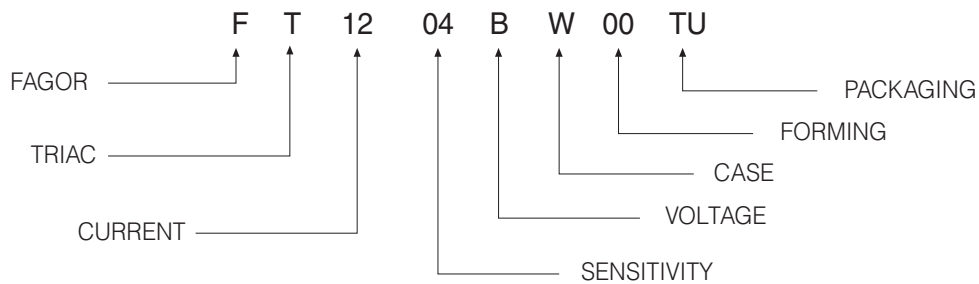 F T 12 04 B W 00 TU
FAGOR
PACKAGING
FORMING
TRIAC
CASE
VOLTAGE
CURRENT
SENSITIVITY